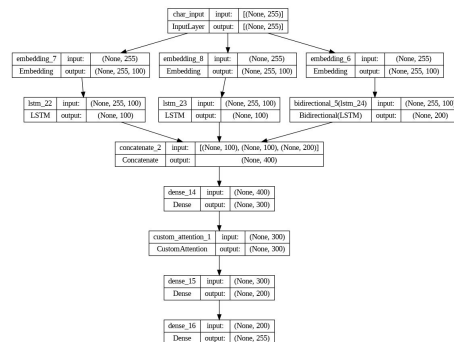 char_input input: [(None, 255)]
InputLayer output: [(None, 255)]
embedding_7 input: (None, 255)
Embedding output: (None, 255, 100)
embedding_8 input: (None, 255)
Embedding output: (None, 255, 100)
embedding_6 input: (None, 255)
Embedding output: (None, 255, 100)
lstm_22 input: (None, 255, 100)
LSTM output: (None, 100)
lstm_23 input: (None, 255, 100)
LSTM output: (None, 100)
bidirectional_5(lstm_24) input: (None, 255, 100)
Bidirectional(LSTM) output: (None, 200)
concatenate_2 input: [(None, 100), (None, 100), (None, 200)]
Concatenate output: (None, 400)
dense_14 input: (None, 400)
Dense output: (None, 300)
custom_attention_1 input: (None, 300)
CustomAttention output: (None, 300)
dense_15 input: (None, 300)
Dense output: (None, 200)
dense_16 input: (None, 200)
Dense output: (None, 255)